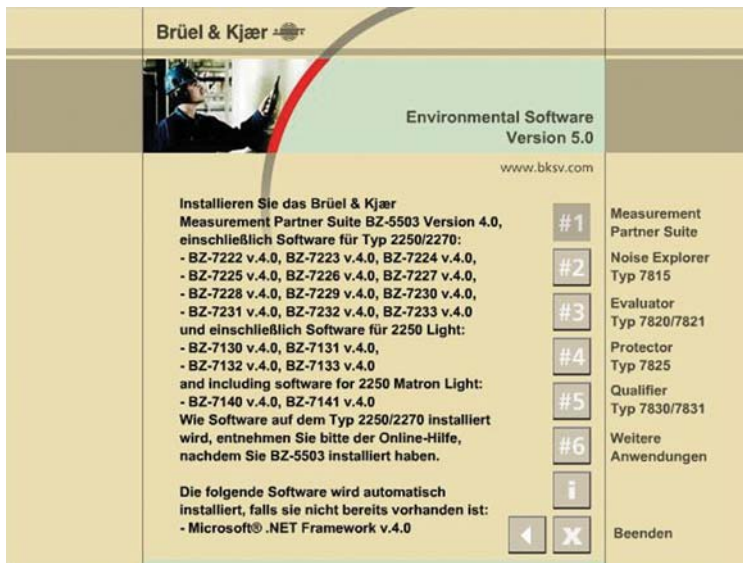 Brüel & Kjær
Environmental Software
Version 5.0
www.bksv.com
Installieren Sie das Brüel & Kjær
Measurement Partner Suite BZ-5503 Version 4.0,
einschließlich Software für Typ 2250/2270:
- BZ-7222 v.4.0, BZ-7223 v.4.0, BZ-7224 v.4.0,
- BZ-7225 v.4.0, BZ-7226 v.4.0, BZ-7227 v.4.0,
- BZ-7228 v.4.0, BZ-7229 v.4.0, BZ-7230 v.4.0,
- BZ-7231 v.4.0, BZ-7232 v.4.0, BZ-7233 v.4.0
und einschließlich Software für 2250 Light:
- BZ-7130 v.4.0, BZ-7131 v.4.0,
- BZ-7132 v.4.0, BZ-7133 v.4.0
and including software for 2250 Matron Light:
- BZ-7140 v.4.0, BZ-7141 v.4.0
Wie Software auf dem Typ 2250/2270 installiert
wird, entnehmen Sie bitte der Online-Hilfe,
nachdem Sie BZ-5503 installiert haben.
Die folgende Software wird automatisch
installiert, falls sie nicht bereits vorhanden ist:
- Microsoft® .NET Framework v.4.0
#1 Measurement
Partner Suite
#2 Noise Explorer
Typ 7815
#3 Evaluator
Typ 7820/7821
#4 Protector
Typ 7825
#5 Qualifier
Typ 7830/7831
#6 Weitere
Anwendungen
i
X Beenden